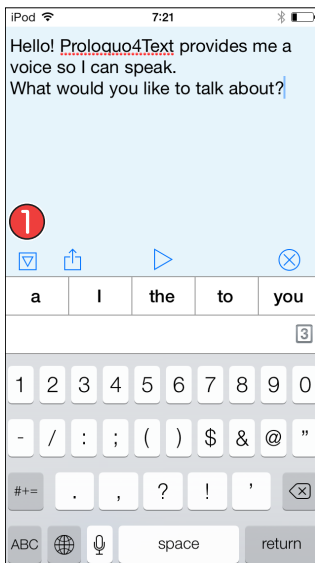 iPod 7:21
Hello! Proloquo4Text provides me a
voice so I can speak.
What would you like to talk about?
1
a I the to you
3
1 2 3 4 5 6 7 8 9 0
- / : ; ( ) $ & @ "
#+= . , ? ! '
ABC space return